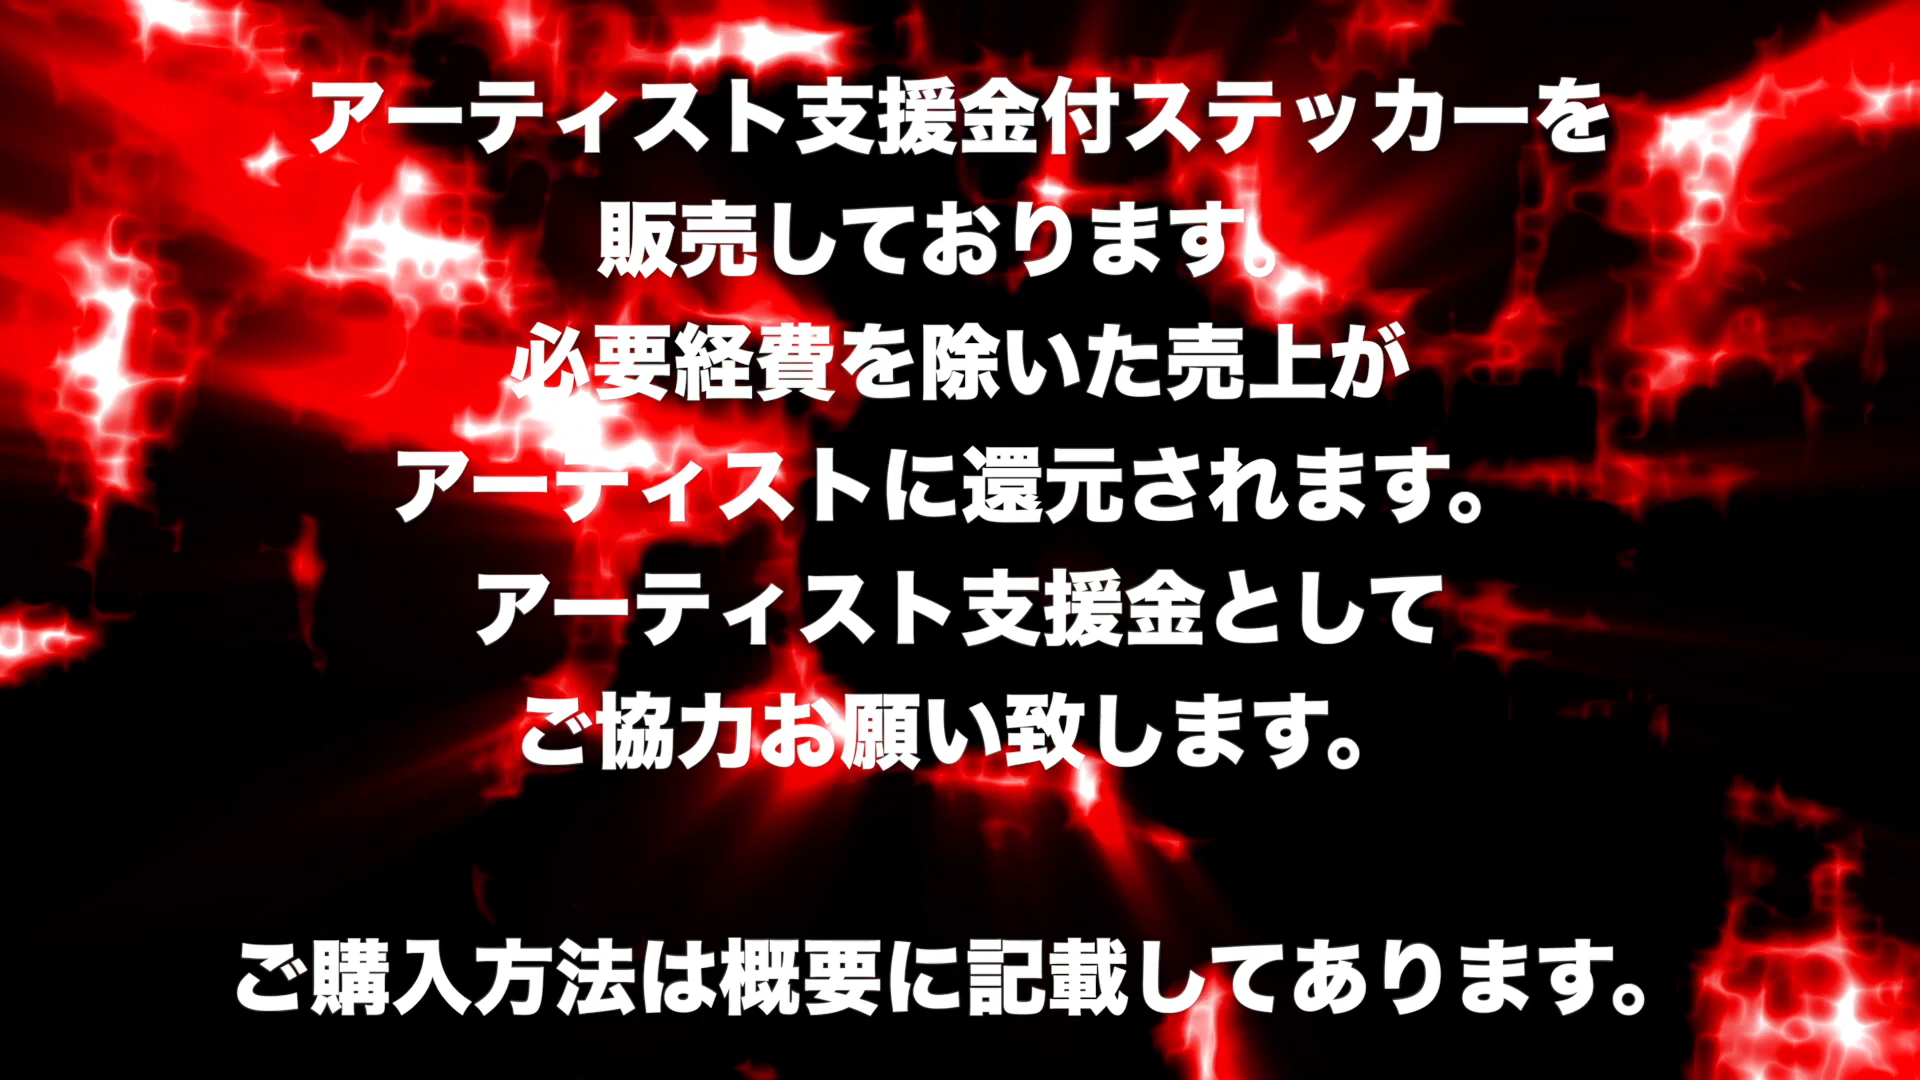 アーティスト支援金付ステッカーを
販売しております。
必要経費を除いた売上が
アーティストに還元されます。
アーティスト支援金として
ご協力お願い致します。
ご購入方法は概要に記載してあります。